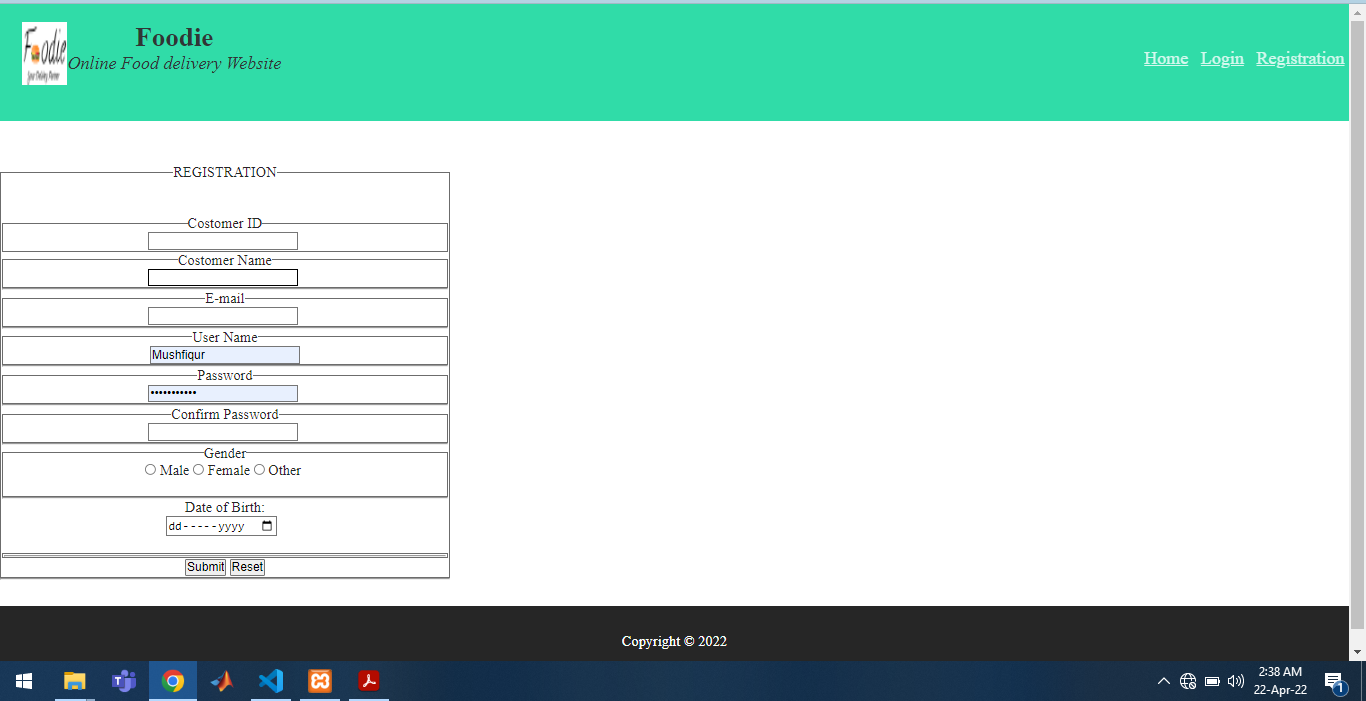 Foodie
Foodie
Your Delivery Partner
Online Food delivery Website
Home Login Registration
REGISTRATION
Costomer ID
Costomer Name
E-mail
User Name
Mushfiqur
Password
•••••••••••
Confirm Password
Gender
Male Female Other
Date of Birth:
dd-----yyyy
Submit Reset
Copyright © 2022
2:38 AM
22-Apr-22
1